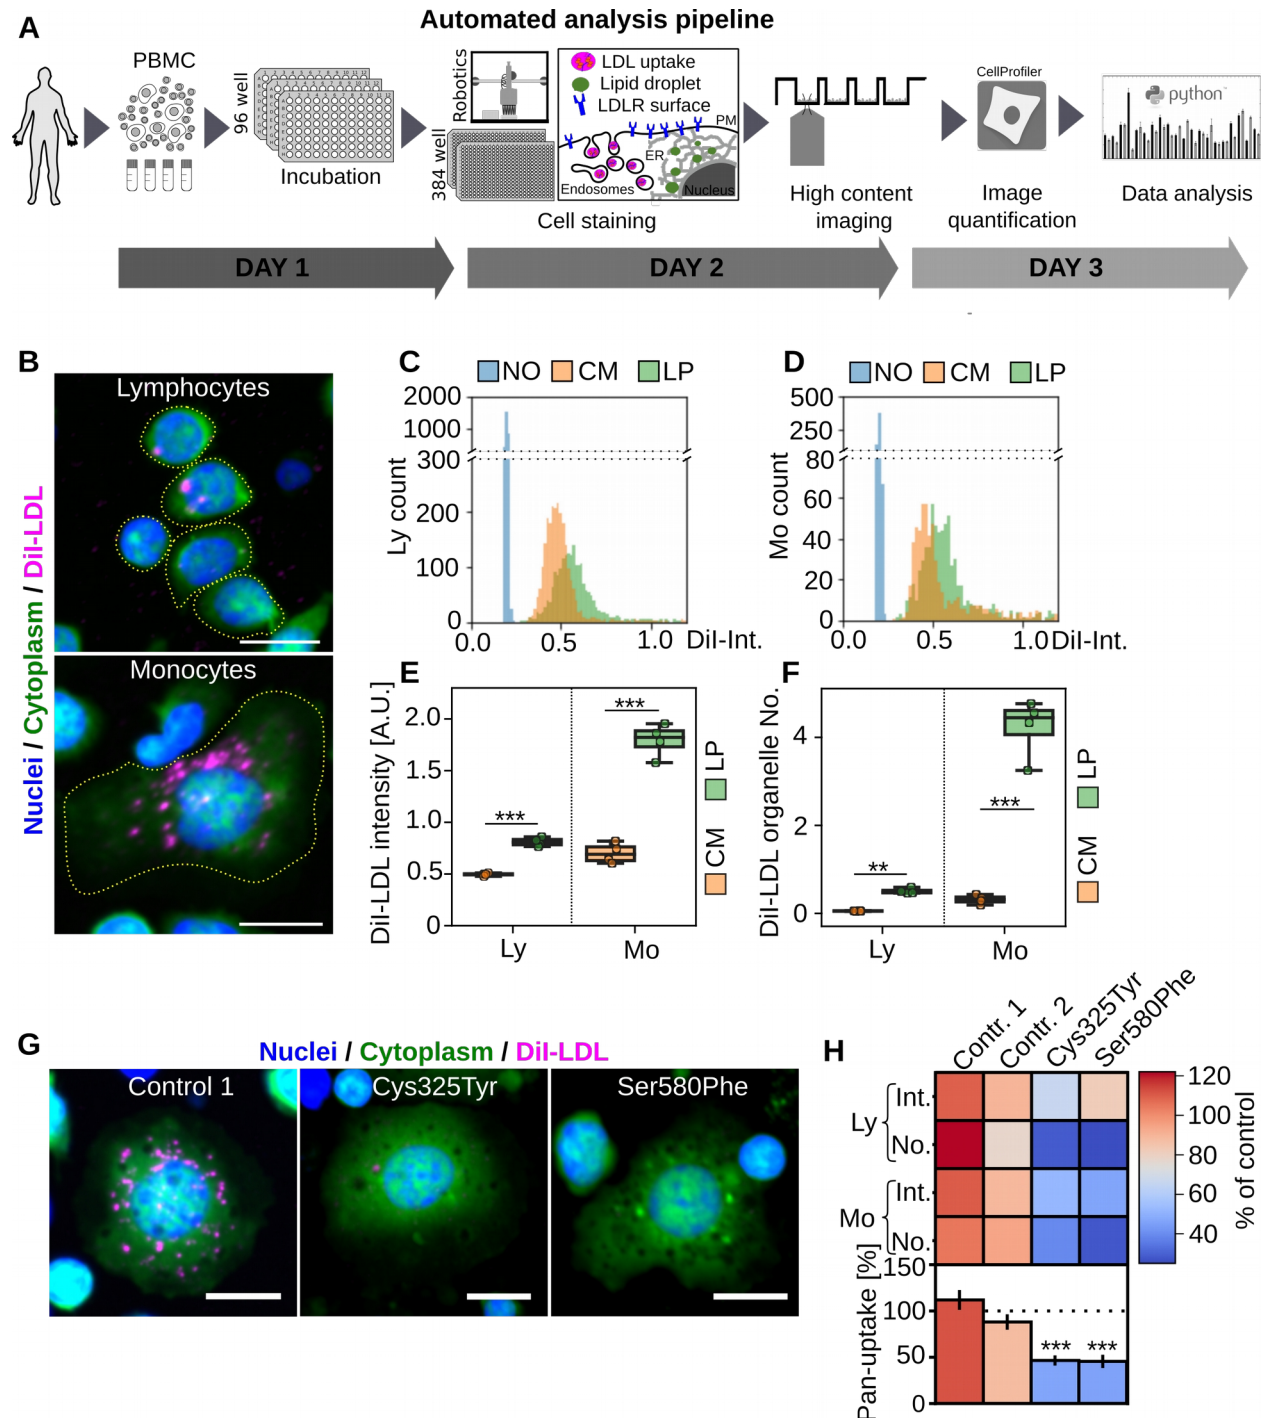 A
Automated analysis pipeline
PBMC
96 well
Incubation
Robotics
384 well
LDL uptake
Lipid droplet
LDLR surface
PM
ER
Endosomes
Nucleus
Cell staining
High content
imaging
CellProfiler
Image
quantification
python
Data analysis
DAY 1
DAY 2
DAY 3
B
Nuclei / Cytoplasm / Dil-LDL
Lymphocytes
Monocytes
C
NO CM LP
2000
1000
300
200
100
0
Ly count
0.0 0.5 1.0 Dil-Int.
D
NO CM LP
500
250
80
60
40
20
0
Mo count
0.0 0.5 1.0 Dil-Int.
E
Dil-LDL intensity [A.U.]
2.0
1.5
1.0
0.5
0
***
***
Ly Mo
CM LP
F
Dil-LDL organelle No.
4
2
0
**
***
Ly Mo
CM LP
G
Nuclei / Cytoplasm / Dil-LDL
Control 1
Cys325Tyr
Ser580Phe
H
Contr. 1
Contr. 2
Cys325Tyr
Ser580Phe
Ly
Int.
No.
Mo
Int.
No.
120
100
80
60
40
% of control
Pan-uptake [%]
150
100
50
0
*** ***